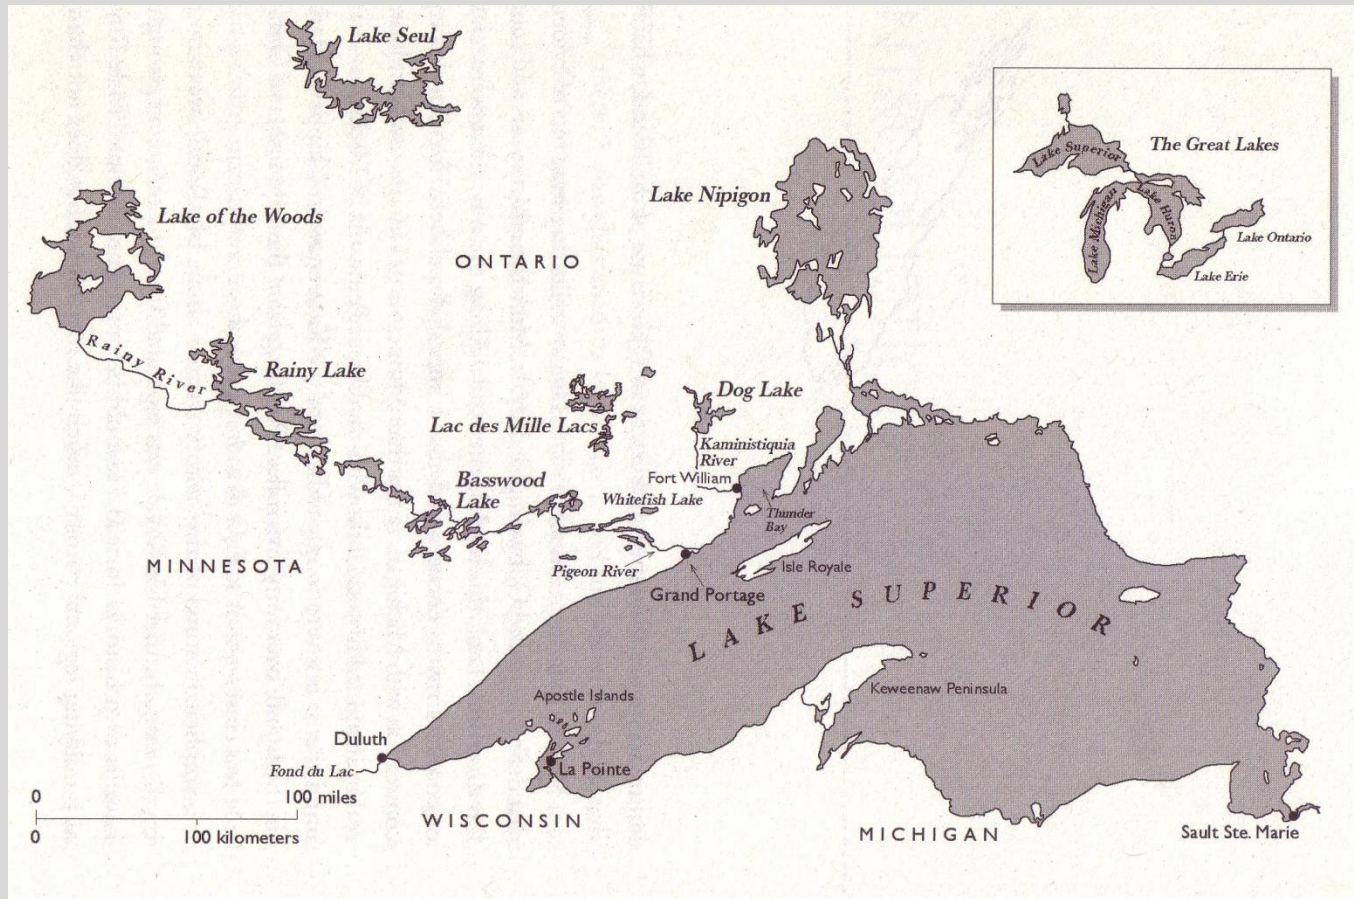 Lake Seul
The Great Lakes
Lake Superior
Lake Michigan
Lake Huron
Lake Ontario
Lake Erie
Lake Nipigon
Lake of the Woods
ONTARIO
Rainy River
Rainy Lake
Dog Lake
Lac des Mille Lacs
Kaministiquia
River
Fort William
Basswood
Lake
Whitefish Lake
Thunder
Bay
MINNESOTA
Pigeon River
Isle Royale
Grand Portage
LAKE SUPERIOR
Keweenaw Peninsula
Apostle Islands
Duluth
Fond du Lac
La Pointe
0 100 miles
0 100 kilometers
WISCONSIN
MICHIGAN
Sault Ste. Marie